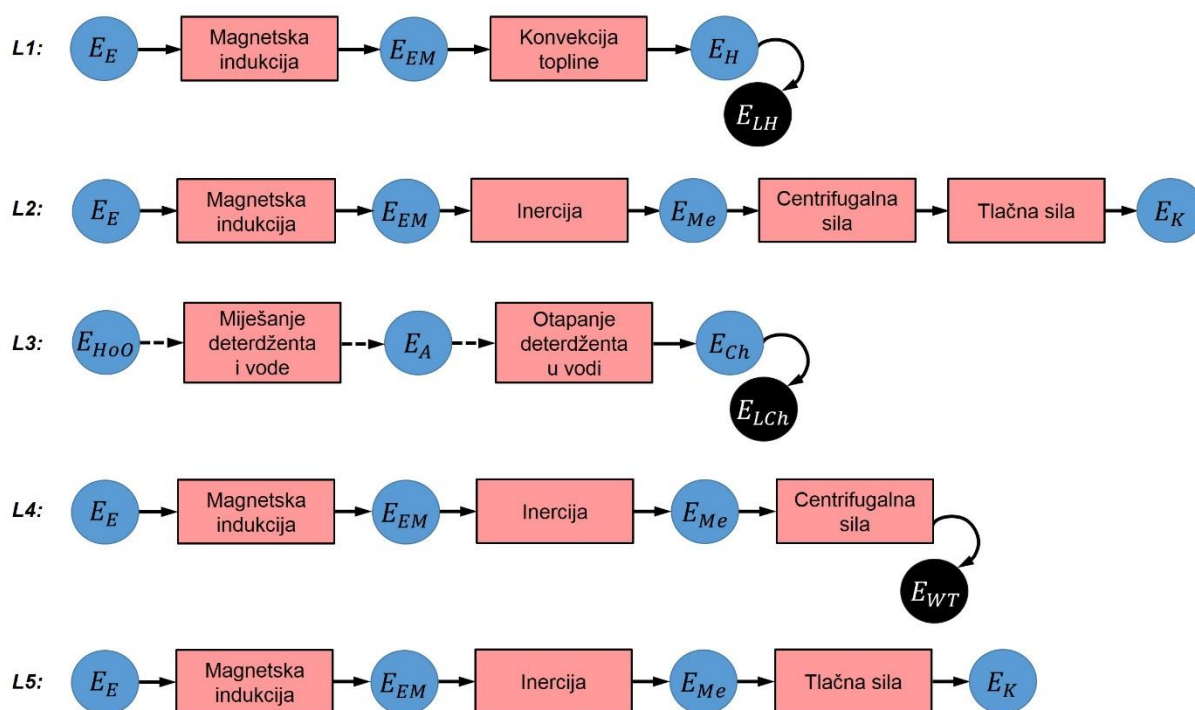 L1: E_E Magnetska indukcija E_EM Konvekcija topline E_H
E_LH
L2: E_E Magnetska indukcija E_EM Inercija E_Me Centrifugalna sila Tlačna sila E_K
L3: E_HoO Miješanje deterdženta i vode E_A Otapanje deterdženta u vodi E_Ch
E_LCh
L4: E_E Magnetska indukcija E_EM Inercija E_Me Centrifugalna sila
E_WT
L5: E_E Magnetska indukcija E_EM Inercija E_Me Tlačna sila E_K